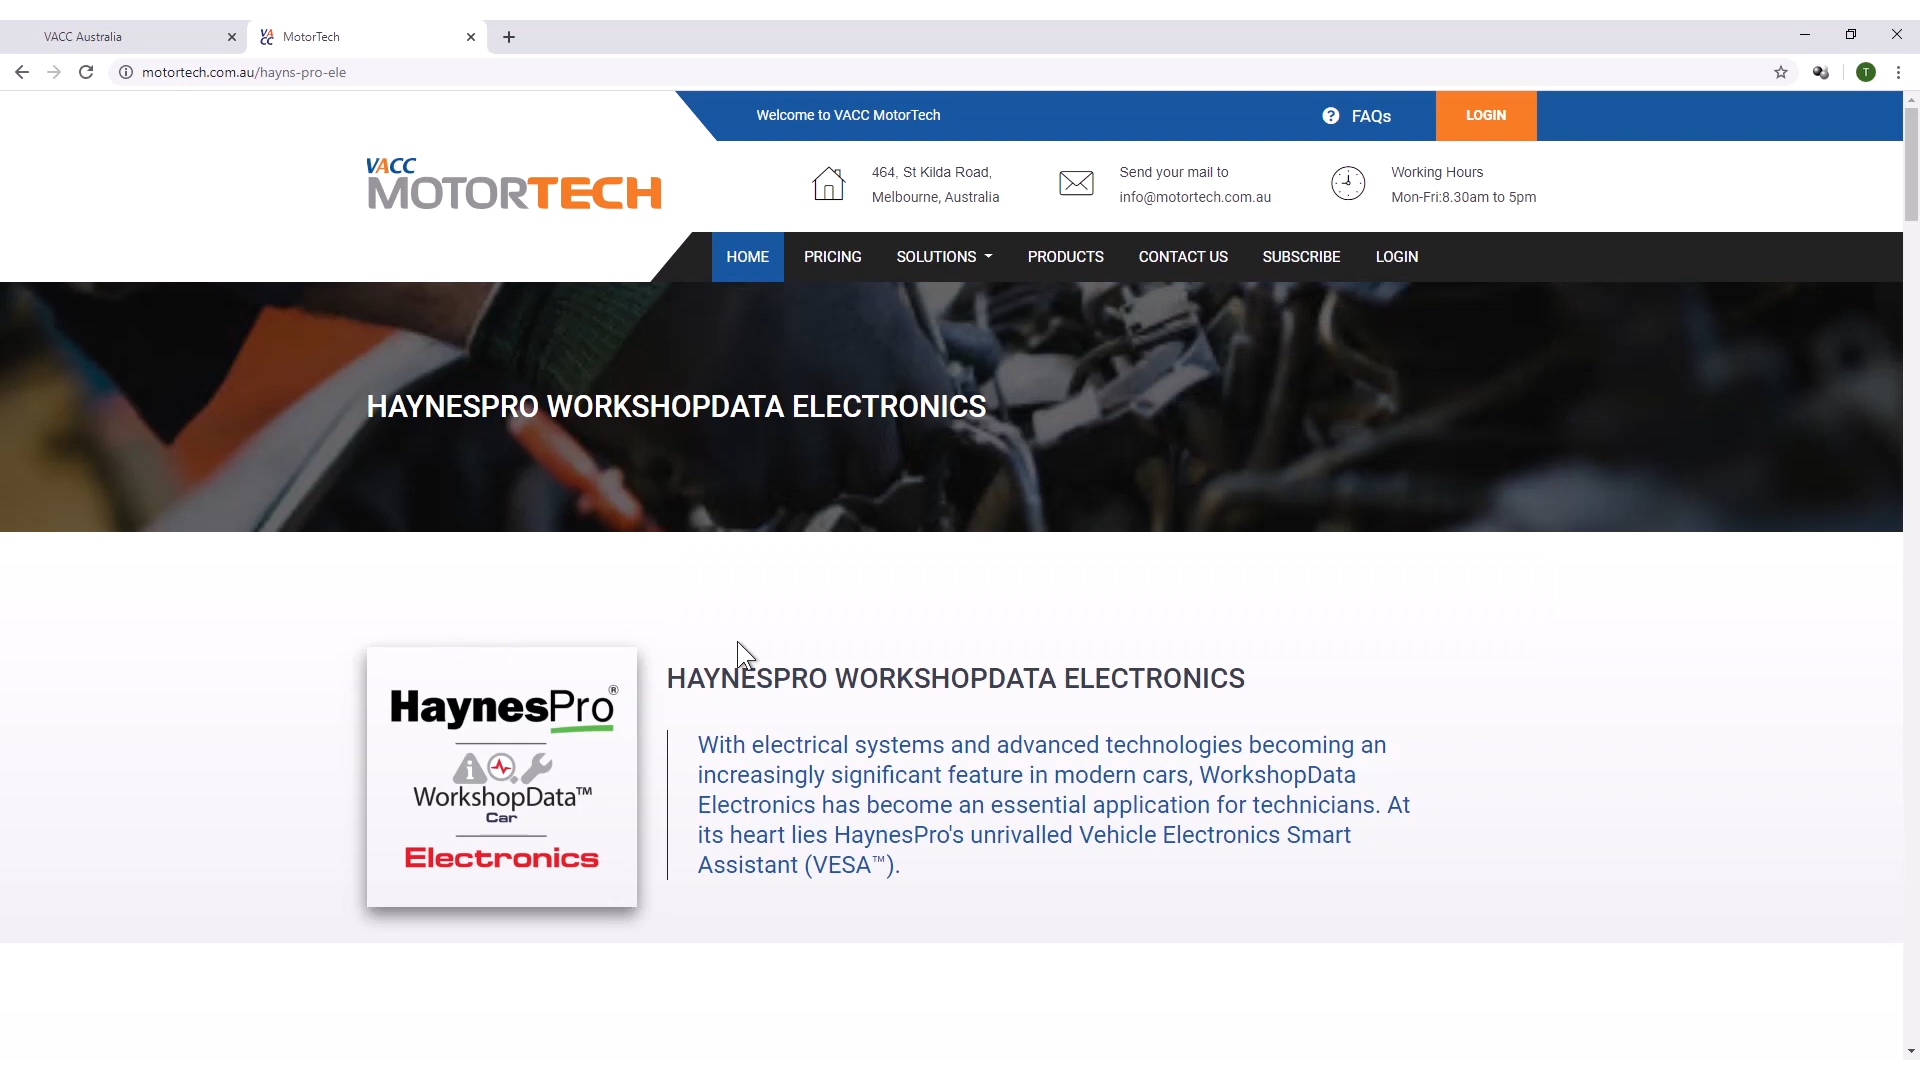 VACC Australia
VA
CC
MotorTech
motortech.com.au/hayns-pro-ele
T
Welcome to VACC MotorTech
? FAQs
LOGIN
VACC
MOTORTECH
464, St Kilda Road,
Melbourne, Australia
Send your mail to
info@motortech.com.au
Working Hours
Mon-Fri:8.30am to 5pm
HOME
PRICING
SOLUTIONS
PRODUCTS
CONTACT US
SUBSCRIBE
LOGIN
HAYNESPRO WORKSHOPDATA ELECTRONICS
HaynesPro®
WorkshopData™
Car
Electronics
HAYNESPRO WORKSHOPDATA ELECTRONICS
With electrical systems and advanced technologies becoming an
increasingly significant feature in modern cars, WorkshopData
Electronics has become an essential application for technicians. At
its heart lies HaynesPro's unrivalled Vehicle Electronics Smart
Assistant (VESA™).